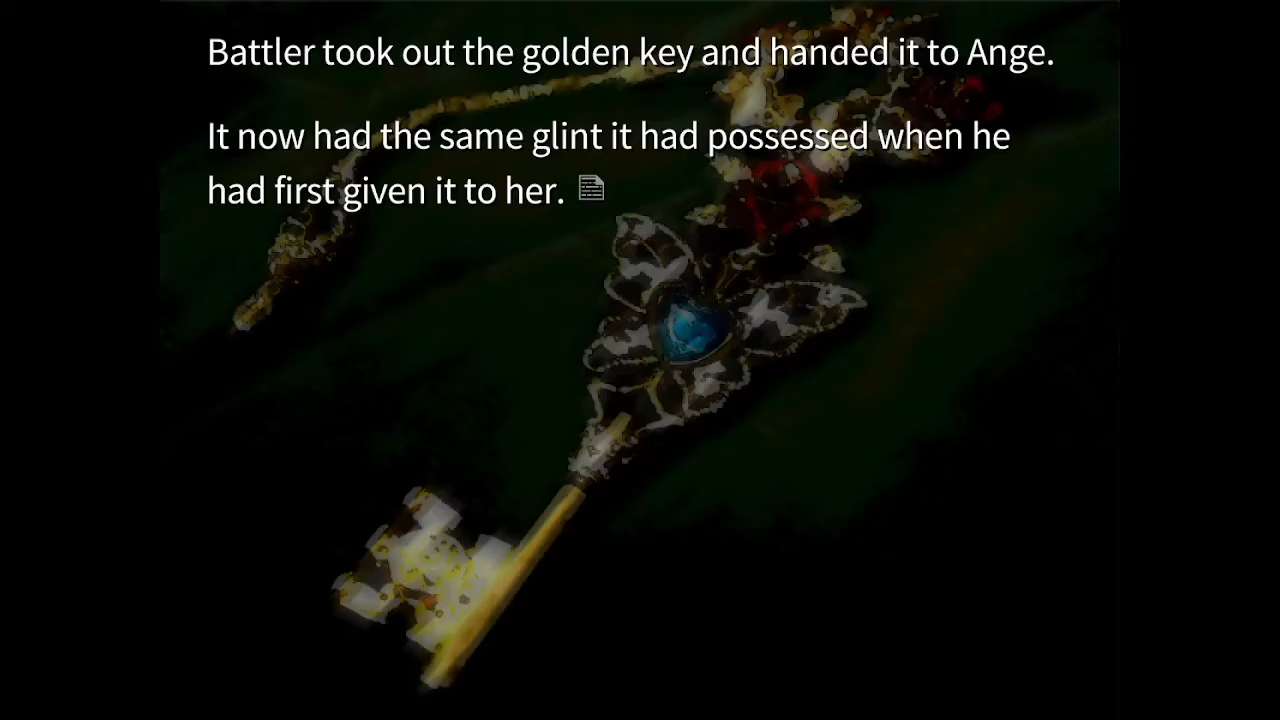 Battler took out the golden key and handed it to Ange.
It now had the same glint it had possessed when he
had first given it to her.